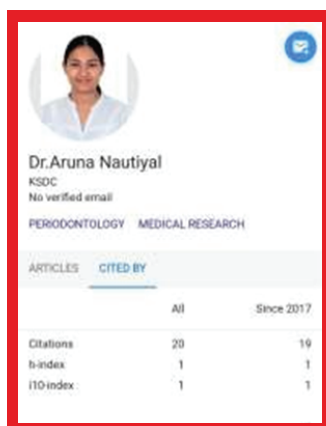 Dr.Aruna Nautiyal
KSDC
No verified email
PERIODONTOLOGY MEDICAL RESEARCH
ARTICLES CITED BY
All Since 2017
Citations 20 19
h-index 1 1
i10-index 1 1